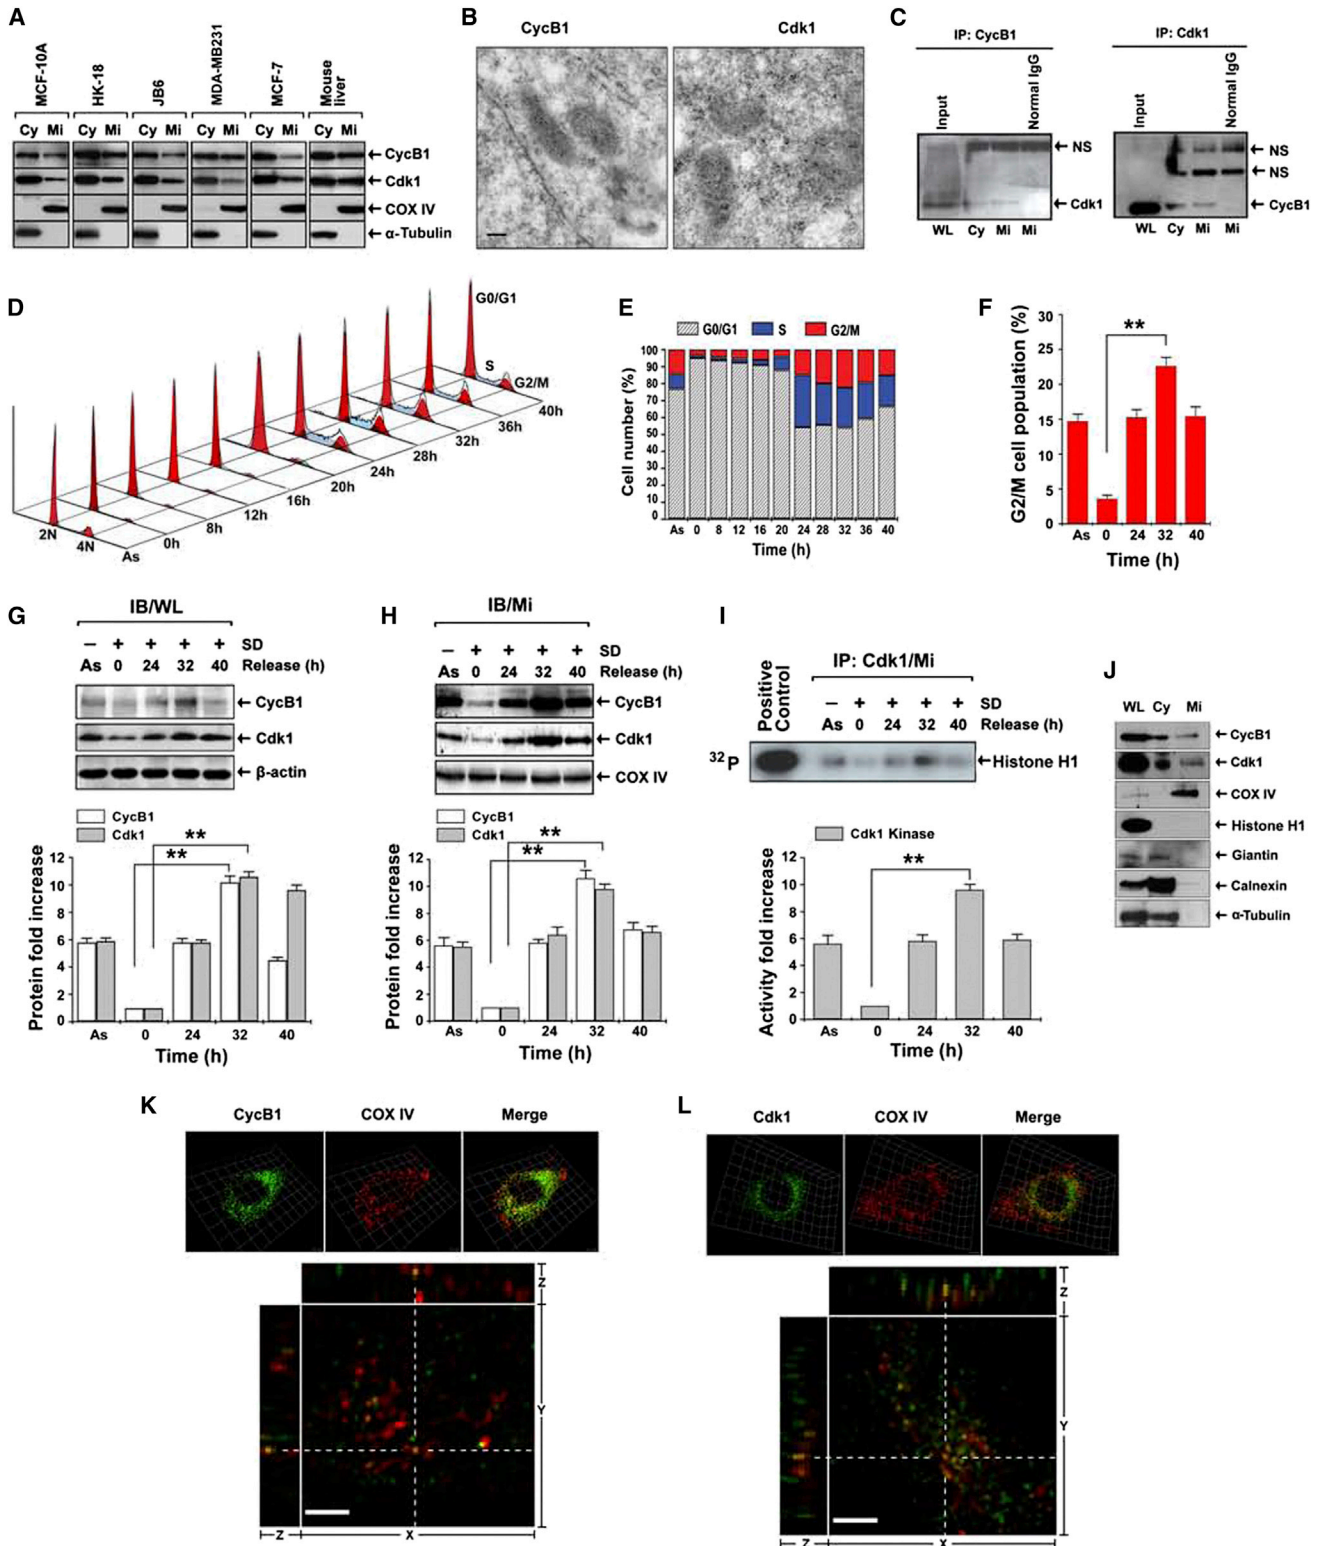 A
MCF-10A HK-18 JB6 MDA-MB231 MCF-7 Mouse liver
Cy Mi Cy Mi Cy Mi Cy Mi Cy Mi Cy Mi
← CycB1
← Cdk1
← COX IV
← α-Tubulin
B
CycB1 Cdk1
C
IP: CycB1 IP: Cdk1
Input Normal IgG Input Normal IgG
← NS
← Cdk1
WL Cy Mi Mi
← NS
← NS
← CycB1
WL Cy Mi Mi
D
G0/G1
S
G2/M
2N 4N
As 0h 8h 12h 16h 20h 24h 28h 32h 36h 40h
E
G0/G1 S G2/M
Cell number (%)
100
90
80
70
60
50
40
30
20
10
0
As 0 8 12 16 20 24 28 32 36 40
Time (h)
F
G2/M cell population (%)
**
30
25
20
15
10
5
0
As 0 24 32 40
Time (h)
G
IB/WL
– + + + + SD
As 0 24 32 40 Release (h)
← CycB1
← Cdk1
← β-actin
CycB1
Cdk1
**
**
Protein fold increase
12
10
8
6
4
2
0
As 0 24 32 40
Time (h)
H
IB/Mi
– + + + + SD
As 0 24 32 40 Release (h)
← CycB1
← Cdk1
← COX IV
CycB1
Cdk1
**
**
Protein fold increase
12
10
8
6
4
2
0
As 0 24 32 40
Time (h)
I
Positive Control
IP: Cdk1/Mi
– + + + + SD
As 0 24 32 40 Release (h)
32P
←Histone H1
Cdk1 Kinase
**
Activity fold increase
12
10
8
6
4
2
0
As 0 24 32 40
Time (h)
J
WL Cy Mi
← CycB1
← Cdk1
← COX IV
← Histone H1
← Giantin
← Calnexin
← α-Tubulin
K
CycB1 COX IV Merge
Z
Y
Z X
L
Cdk1 COX IV Merge
Z
Y
Z X